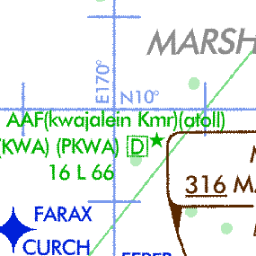 MARSH
E170°
N10°
AAF(kwajalein Kmr)(atoll)
(KWA) (PKWA) D
16 L 66
316 MA
FARAX
CURCH